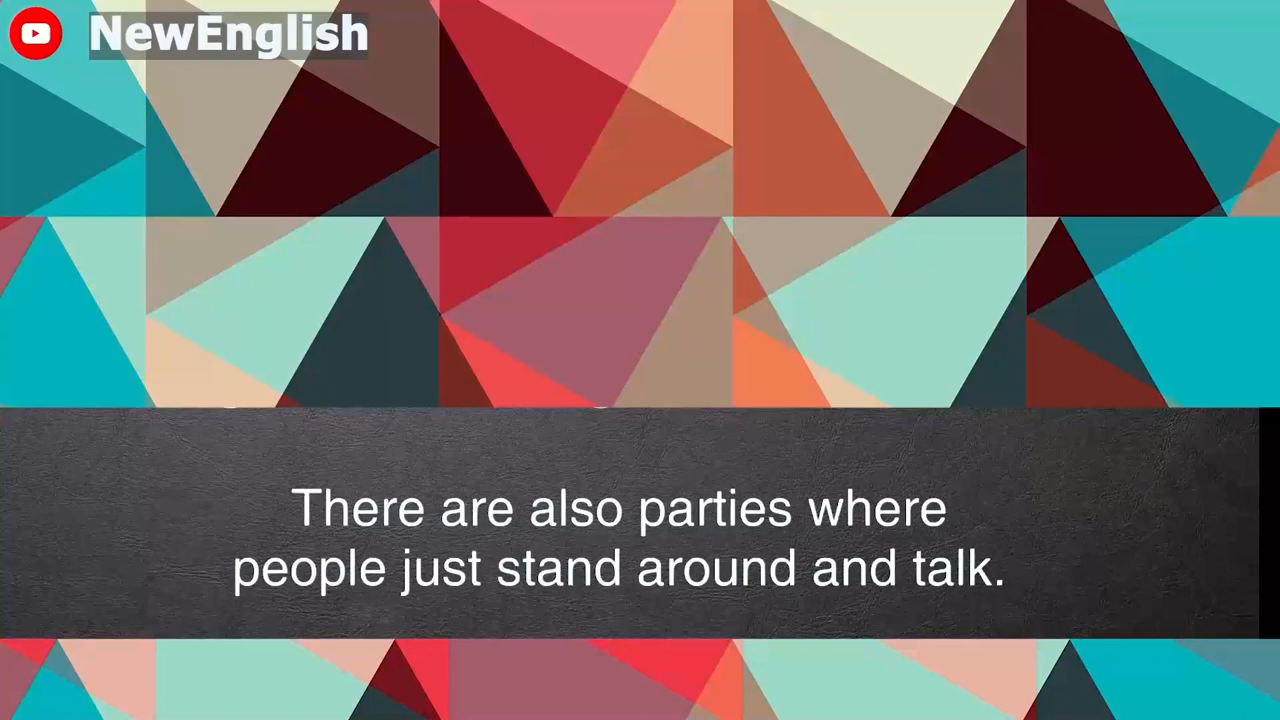 NewEnglish
There are also parties where
people just stand around and talk.